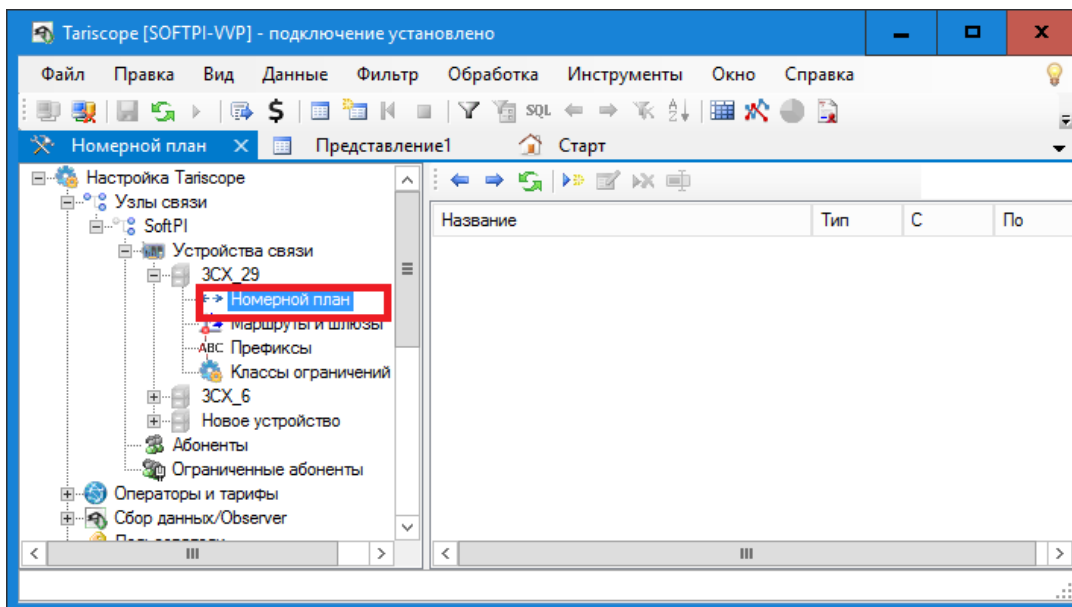 Tariscope [SOFTPI-VVP] - подключение установлено
Файл Правка Вид Данные Фильтр Обработка Инструменты Окно Справка
$ SQL
Номерной план Представление1 Старт
Настройка Tariscope
Узлы связи
SoftPI
Устройства связи
3CX_29
Номерной план
Маршруты и шлюзы
ABC Префиксы
Классы ограничений
3CX_6
Новое устройство
Абоненты
Ограниченные абоненты
Операторы и тарифы
Сбор данных/Observer
Название Тип С По